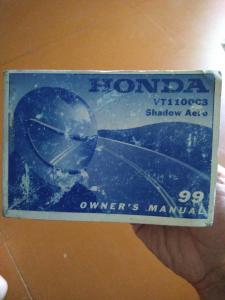 HONDA
VT1100C3
Shadow Aero
99
OWNER'S MANUAL